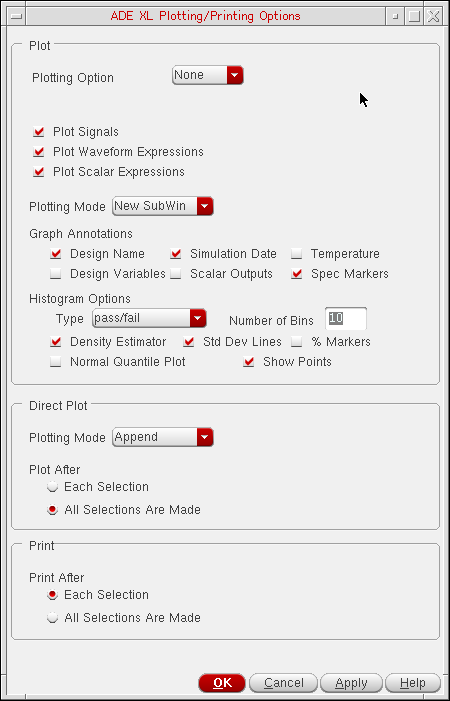 ADE XL Plotting/Printing Options
Plot
Plotting Option None
Plot Signals
Plot Waveform Expressions
Plot Scalar Expressions
Plotting Mode New SubWin
Graph Annotations
Design Name Simulation Date Temperature
Design Variables Scalar Outputs Spec Markers
Histogram Options
Type pass/fail Number of Bins 10
Density Estimator Std Dev Lines % Markers
Normal Quantile Plot Show Points
Direct Plot
Plotting Mode Append
Plot After
Each Selection
All Selections Are Made
Print
Print After
Each Selection
All Selections Are Made
OK Cancel Apply Help